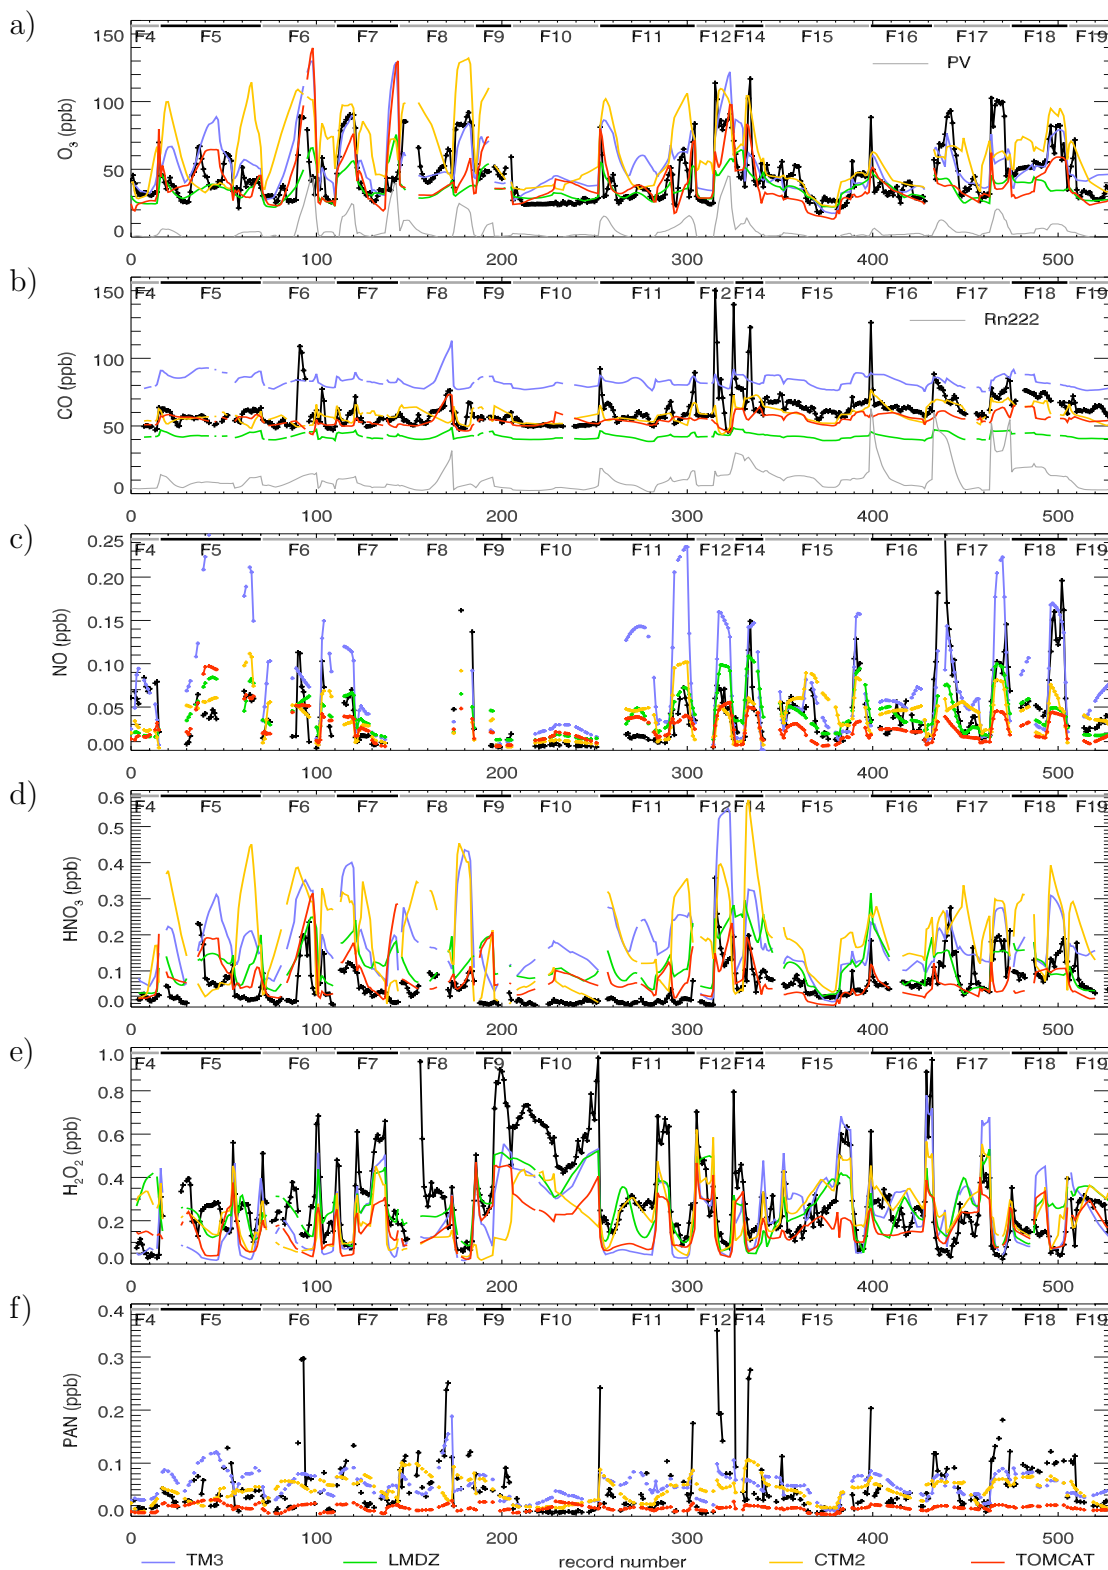 a)
O₃ (ppb)
150
100
50
0
F4 F5 F6 F7 F8 F9 F10 F11 F12 F14 F15 F16 F17 F18 F19
PV
0 100 200 300 400 500
b)
CO (ppb)
150
100
50
0
F4 F5 F6 F7 F8 F9 F10 F11 F12 F14 F15 F16 F17 F18 F19
Rn222
0 100 200 300 400 500
c)
NO (ppb)
0.25
0.20
0.15
0.10
0.05
0.00
F4 F5 F6 F7 F8 F9 F10 F11 F12 F14 F15 F16 F17 F18 F19
0 100 200 300 400 500
d)
HNO₃ (ppb)
0.6
0.5
0.4
0.3
0.2
0.1
0.0
F4 F5 F6 F7 F8 F9 F10 F11 F12 F14 F15 F16 F17 F18 F19
0 100 200 300 400 500
e)
H₂O₂ (ppb)
1.0
0.8
0.6
0.4
0.2
0.0
F4 F5 F6 F7 F8 F9 F10 F11 F12 F14 F15 F16 F17 F18 F19
0 100 200 300 400 500
f)
PAN (ppb)
0.4
0.3
0.2
0.1
0.0
F4 F5 F6 F7 F8 F9 F10 F11 F12 F14 F15 F16 F17 F18 F19
0 100 200 300 400 500
TM3 LMDZ record number CTM2 TOMCAT